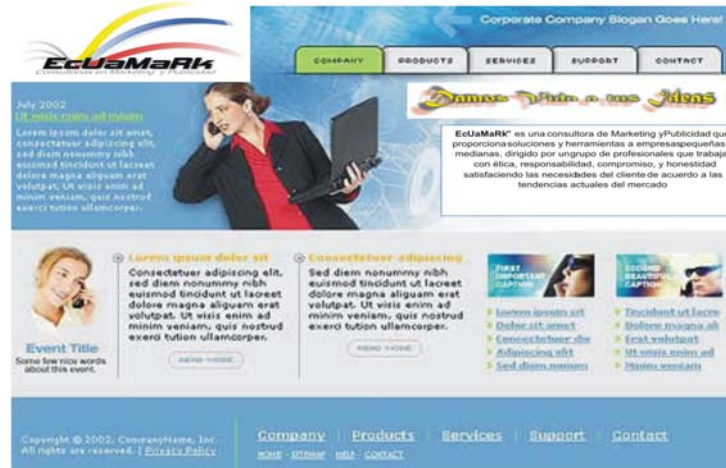 Corporate Company Slogan Goes Here!
EcUaMaRk
Consultorías en Marketing y Publicidad
COMPANY PRODUCTS SERVICES SUPPORT CONTACT
July 2002
Ut wisis enim ad minim
Lorem ipsum dolor sit amet,
consectetuer adipiscing elit,
sed diem nonummy nibh
euismod tincidunt ut lacreet
dolore magna aliguam erat
volutpat. Ut wisis enim ad
minim veniam, quis nostrud
exerci tution ullamcorper.
Damos Vida a tus Ideas
EcUaMaRk" es una consultora de Marketing yPublicidad que
proporcionasoluciones y herramientas a empresaspequeñas
medianas, dirigido por ungrupo de profesionales que trabaja
con ética, responsabilidad, compromiso, y honestidad
satisfaciendo las necesidades del cliente de acuerdo a las
tendencias actuales del mercado
Event Title
Some few nice words
about this event.
Lorem ipsum dolor sit
Consectetuer adipiscing elit,
sed diem nonummy nibh
euismod tincidunt ut lacreet
dolore magna aliguam erat
volutpat. Ut wisis enim ad
minim veniam, quis nostrud
exerci tution ullamcorper.
READ MORE
Consectetuer adipiscing
Sed diem nonummy nibh
euismod tincidunt ut lacreet
dolore magna aliguam erat
volutpat. Ut wisis enim ad
minim veniam, quis nostrud
exerci tution ullamcorper.
READ MORE
FIRST
IMPORTANT
CAPTION
Lorem ipsum sit
Dolor sit amet
Consectetuer die
Adipiscing elit
Sed diem nonum
SECOND
BEAUTIFUL
CAPTION
Tincidunt ut lacre
Dolore magna ali
Erat volutpat
Ut wisis enim ad
Minim veniam
Copyright © 2002, CompanyName, Inc.
All rights are reserved. | Privacy Policy
Company | Products | Services | Support | Contact
HOME SITEMAP HELP CONTACT